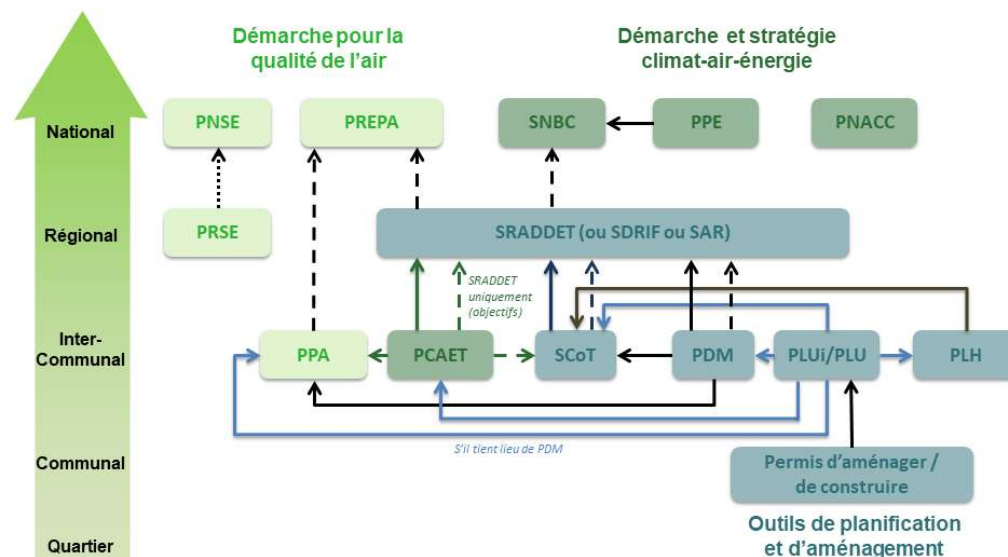 Démarche pour la
qualité de l'air
Démarche et stratégie
climat-air-énergie
National
PNSE
PREPA
SNBC
PPE
PNACC
Régional
PRSE
SRADDET (ou SDRIF ou SAR)
SRADDET
uniquement
(objectifs)
Inter-
Communal
PPA
PCAET
SCoT
PDM
PLUi/PLU
PLH
S'il tient lieu de PDM
Communal
Permis d'aménager /
de construire
Quartier
Outils de planification
et d'aménagement